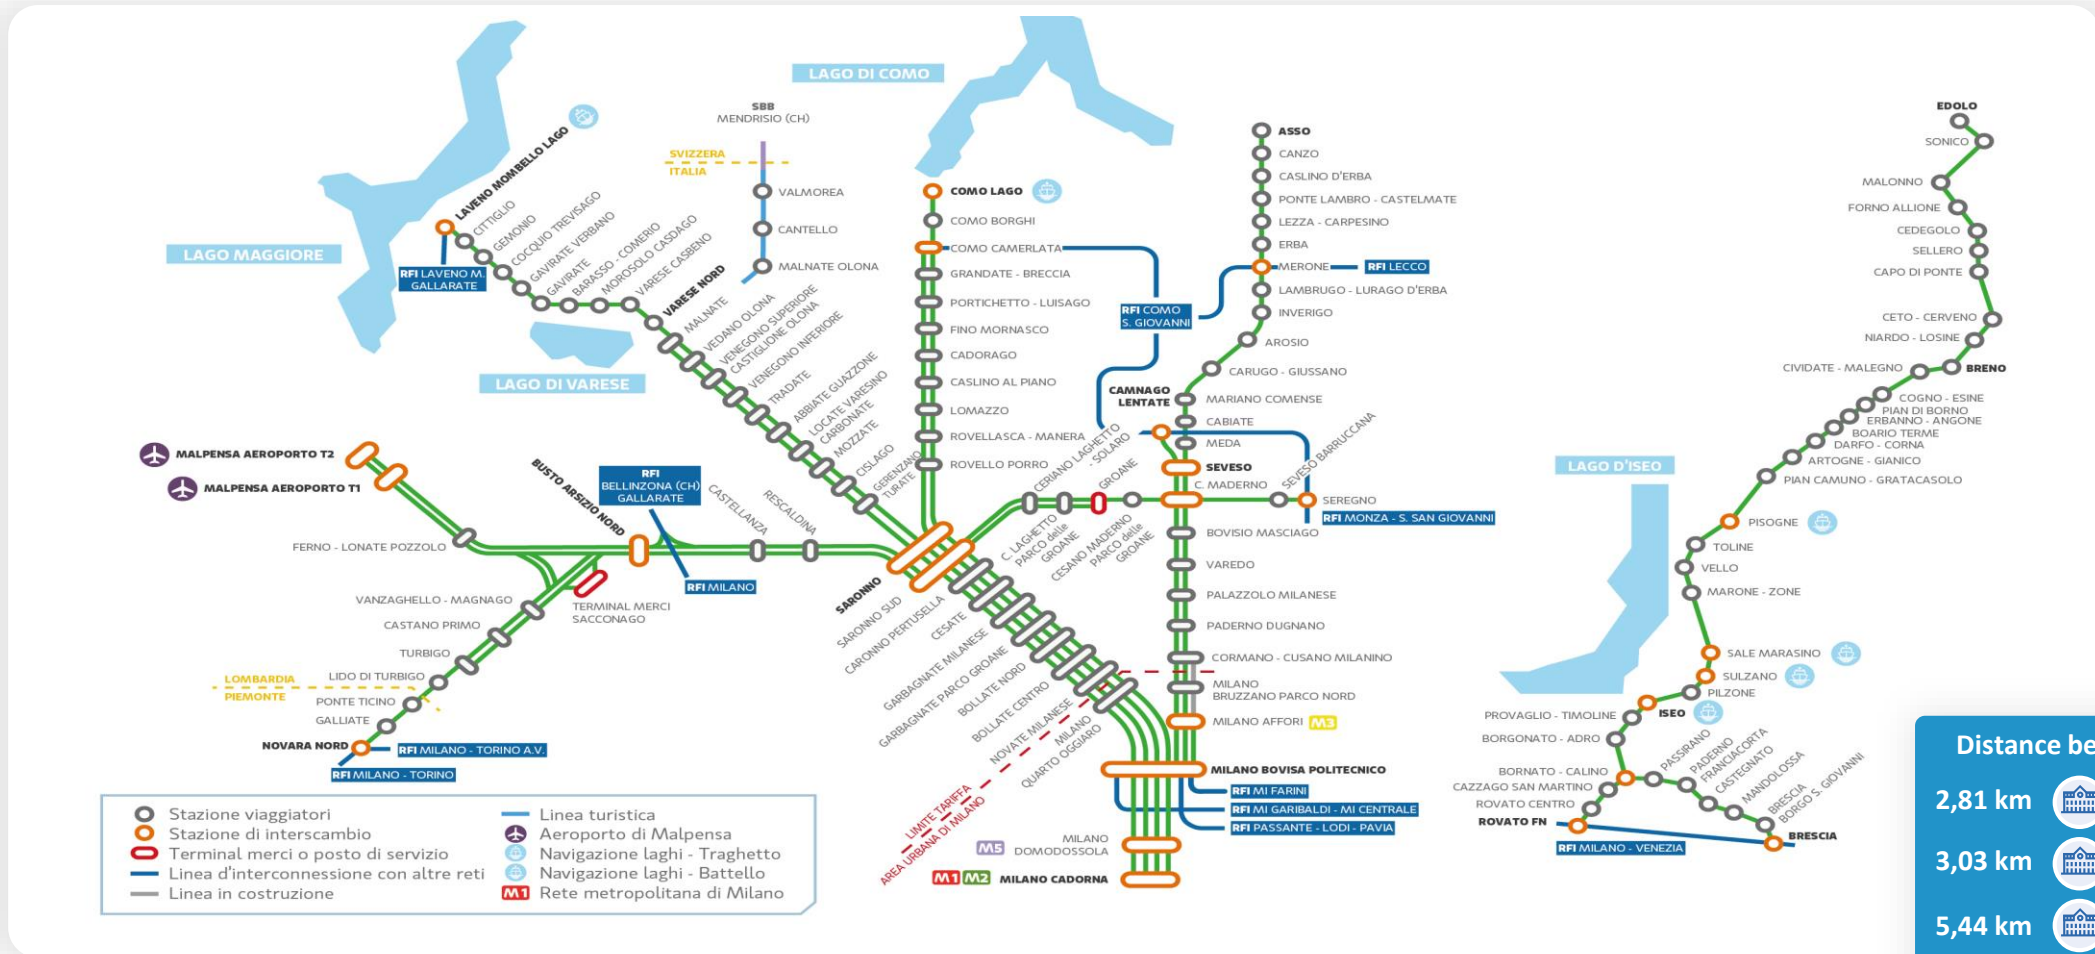 LAGO DI COMO
LAGO MAGGIORE
LAGO DI VARESE
LAGO D'ISEO
LAVENO MOMBELLO LAGO
CITTIGLIO
GEMONIO
COCQUIO TREVISAGO
GAVIRATE VERBANO
GAVIRATE
BARASSO - COMERIO
MOROSOLO CASDAGO
VARESE CASBENO
VARESE NORD
RFI LAVENO M.
GALLARATE
MALNATE
VEDANO OLONA
VENEGONO SUPERIORE
CASTIGLIONE OLONA
VENEGONO INFERIORE
TRADATE
ABBIATE GUAZZONE
LOCATE VARESINO
CARBONATE
MOZZATE
CISLAGO
GERENZANO
TURATE
SBB
MENDRISIO (CH)
SVIZZERA
ITALIA
VALMOREA
CANTELLO
MALNATE OLONA
COMO LAGO
COMO BORGHI
COMO CAMERLATA
GRANDATE - BRECCIA
PORTICHETTO - LUISAGO
FINO MORNASCO
CADORAGO
CASLINO AL PIANO
LOMAZZO
ROVELLASCA - MANERA
ROVELLO PORRO
RFI COMO
S. GIOVANNI
ASSO
CANZO
CASLINO D'ERBA
PONTE LAMBRO - CASTELMATE
LEZZA - CARPESINO
ERBA
MERONE
RFI LECCO
LAMBRUGO - LURAGO D'ERBA
INVERIGO
AROSIO
CARUGO - GIUSSANO
MARIANO COMENSE
CAMNAGO
LENTATE
CABIATE
MEDA
SEVESO
C. MADERNO
SEVESO BARRUCCANA
SEREGNO
RFI MONZA - S. SAN GIOVANNI
BOVISIO MASCIAGO
VAREDO
PALAZZOLO MILANESE
PADERNO DUGNANO
CORMANO - CUSANO MILANINO
MILANO
BRUZZANO PARCO NORD
MILANO AFFORI M3
MILANO BOVISA POLITECNICO
RFI MI FARINI
RFI MI GARIBALDI - MI CENTRALE
RFI PASSANTE - LODI - PAVIA
M5
MILANO
DOMODOSSOLA
M1 M2 MILANO CADORNA
CERIANO LAGHETTO
- SOLARO
GROANE
C. LAGHETTO
PARCO delle
GROANE
CESANO MADERNO
PARCO delle
GROANE
MALPENSA AEROPORTO T2
MALPENSA AEROPORTO T1
FERNO - LONATE POZZOLO
BUSTO ARSIZIO NORD
RFI
BELLINZONA (CH)
GALLARATE
RFI MILANO
CASTELLANZA
RESCALDINA
SARONNO
TERMINAL MERCI
SACCONAGO
VANZAGHELLO - MAGNAGO
CASTANO PRIMO
TURBIGO
LIDO DI TURBIGO
LOMBARDIA
PIEMONTE
PONTE TICINO
GALLIATE
NOVARA NORD
RFI MILANO - TORINO A.V.
RFI MILANO - TORINO
SARONNO SUD
CARONNO PERTUSELLA
CESATE
GARBAGNATE MILANESE
GARBAGNATE PARCO GROANE
BOLLATE NORD
BOLLATE CENTRO
NOVATE MILANESE
MILANO
QUARTO OGGIARO
LIMITE TARIFFA
AREA URBANA DI MILANO
EDOLO
SONICO
MALONNO
FORNO ALLIONE
CEDEGOLO
SELLERO
CAPO DI PONTE
CETO - CERVENO
NIARDO - LOSINE
BRENO
CIVIDATE - MALEGNO
COGNO - ESINE
PIAN DI BORNO
ERBANNO - ANGONE
BOARIO TERME
DARFO - CORNA
ARTOGNE - GIANICO
PIAN CAMUNO - GRATACASOLO
PISOGNE
TOLINE
VELLO
MARONE - ZONE
SALE MARASINO
SULZANO
PILZONE
ISEO
PROVAGLIO - TIMOLINE
BORGONATO - ADRO
BORNATO - CALINO
CAZZAGO SAN MARTINO
ROVATO CENTRO
ROVATO FN
PASSIRANO
PADERNO
FRANCIACORTA
CASTEGNATO
MANDOLOSSA
BRESCIA
BORGO S. GIOVANNI
BRESCIA
RFI MILANO - VENEZIA
Stazione viaggiatori
Stazione di interscambio
Terminal merci o posto di servizio
Linea d'interconnessione con altre reti
Linea in costruzione
Linea turistica
Aeroporto di Malpensa
Navigazione laghi - Traghetto
Navigazione laghi - Battello
M1 Rete metropolitana di Milano
Distance be
2,81 km
3,03 km
5,44 km